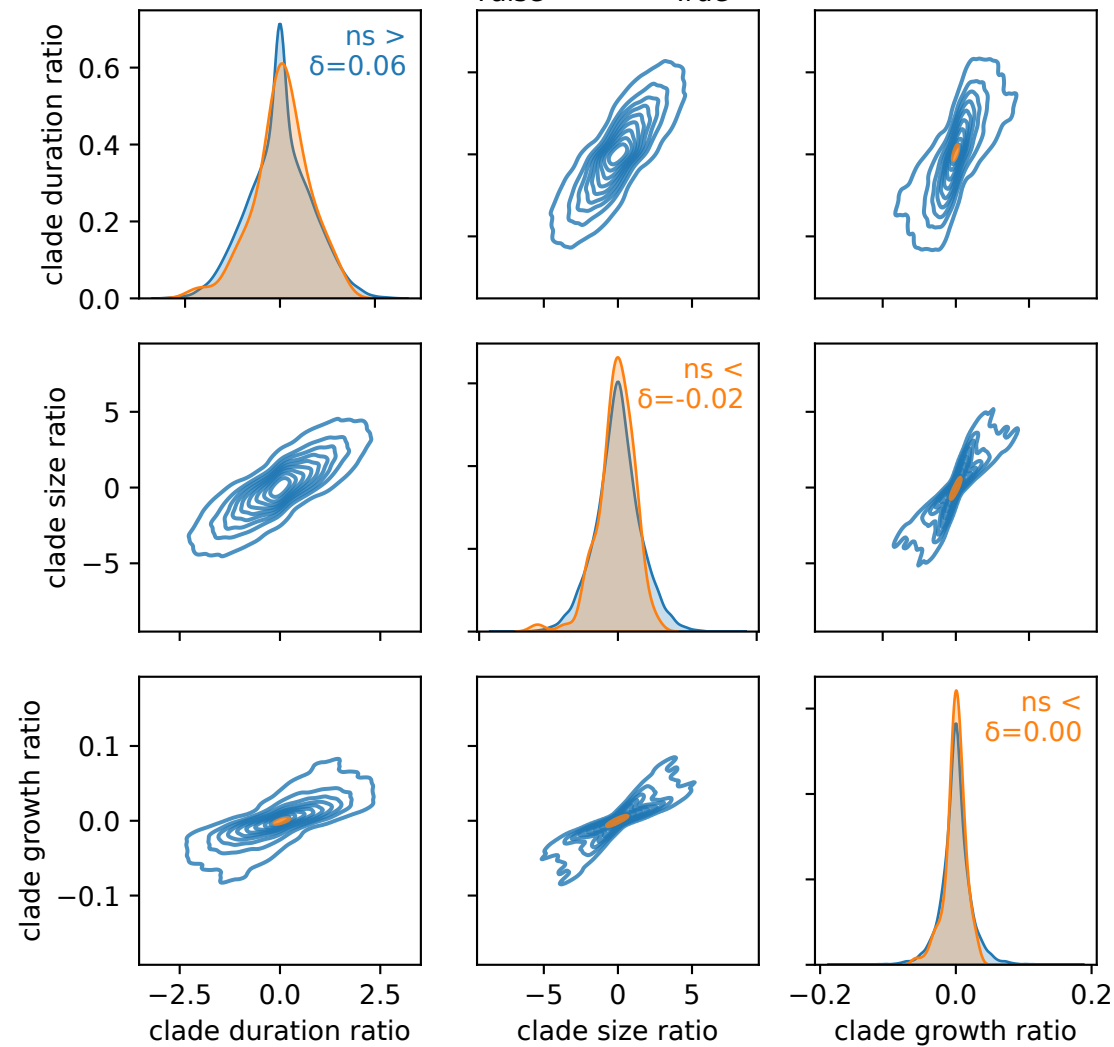 clade duration ratio
0.6
0.4
0.2
0.0
ns >
δ=0.06
clade size ratio
5
0
−5
ns <
δ=-0.02
clade growth ratio
0.1
0.0
−0.1
ns <
δ=0.00
−2.5 0.0 2.5
−5 0 5
−0.2 0.0 0.2
clade duration ratio
clade size ratio
clade growth ratio